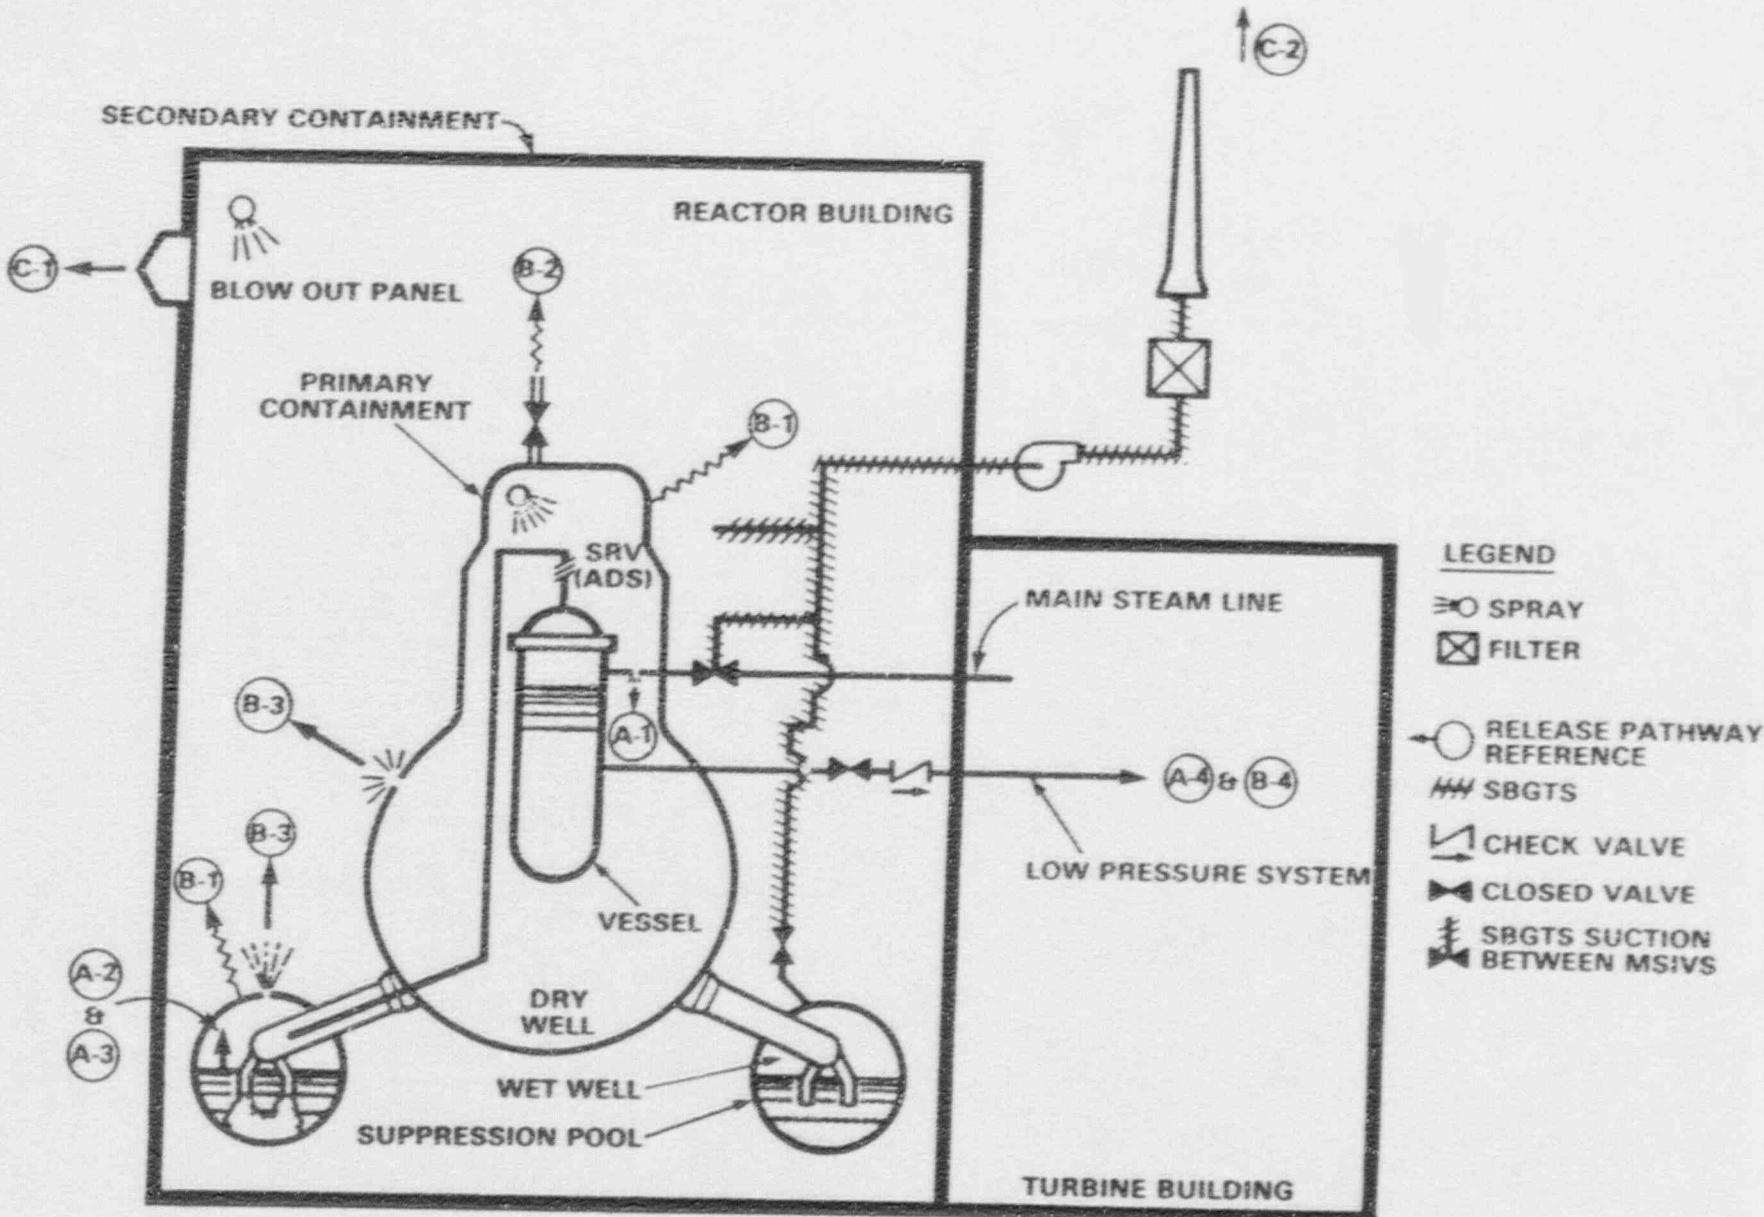 C-2
SECONDARY CONTAINMENT
REACTOR BUILDING
C-1
BLOW OUT PANEL
B-2
PRIMARY
CONTAINMENT
B-1
SRV
(ADS)
MAIN STEAM LINE
LEGEND
SPRAY
FILTER
B-3
A-1
RELEASE PATHWAY
REFERENCE
A-4 & B-4
SBGTS
B-3
CHECK VALVE
B-1
LOW PRESSURE SYSTEM
CLOSED VALVE
VESSEL
SBGTS SUCTION
BETWEEN MSIVS
A-2
&
A-3
DRY
WELL
WET WELL
SUPPRESSION POOL
TURBINE BUILDING